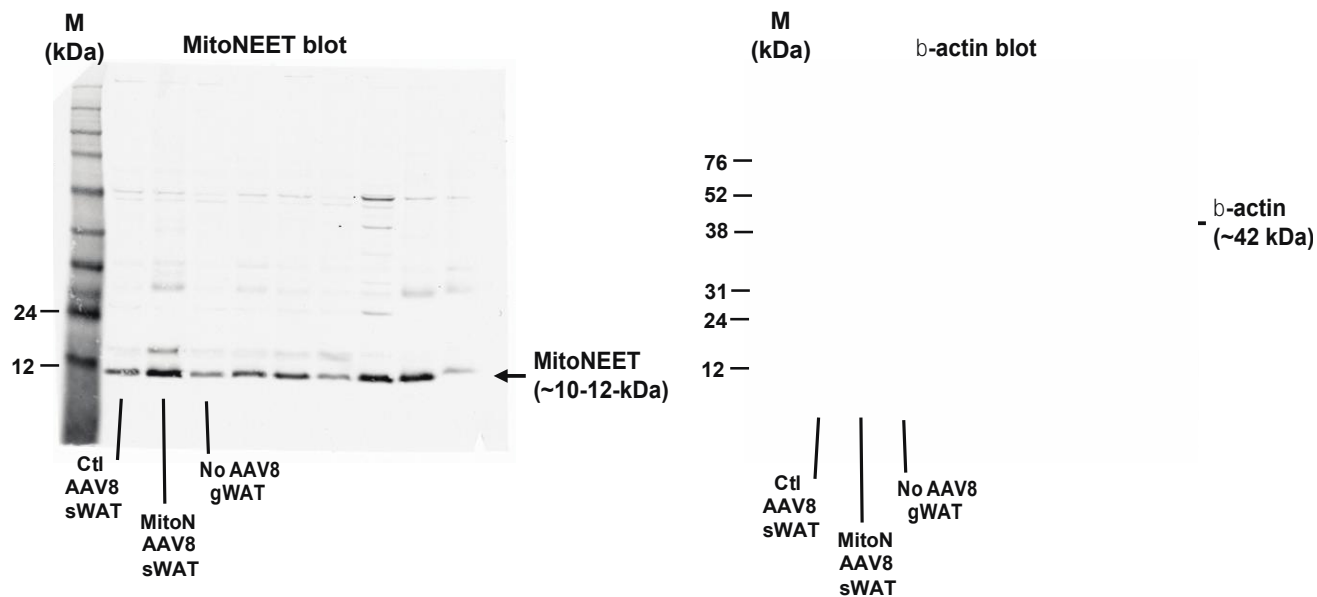 M
(kDa)
MitoNEET blot
24
12
MitoNEET
(~10-12-kDa)
Ctl
AAV8
sWAT
MitoN
AAV8
sWAT
No AAV8
gWAT
M
(kDa)
b-actin blot
76
52
38
31
24
12
b-actin
(~42 kDa)
Ctl
AAV8
sWAT
MitoN
AAV8
sWAT
No AAV8
gWAT